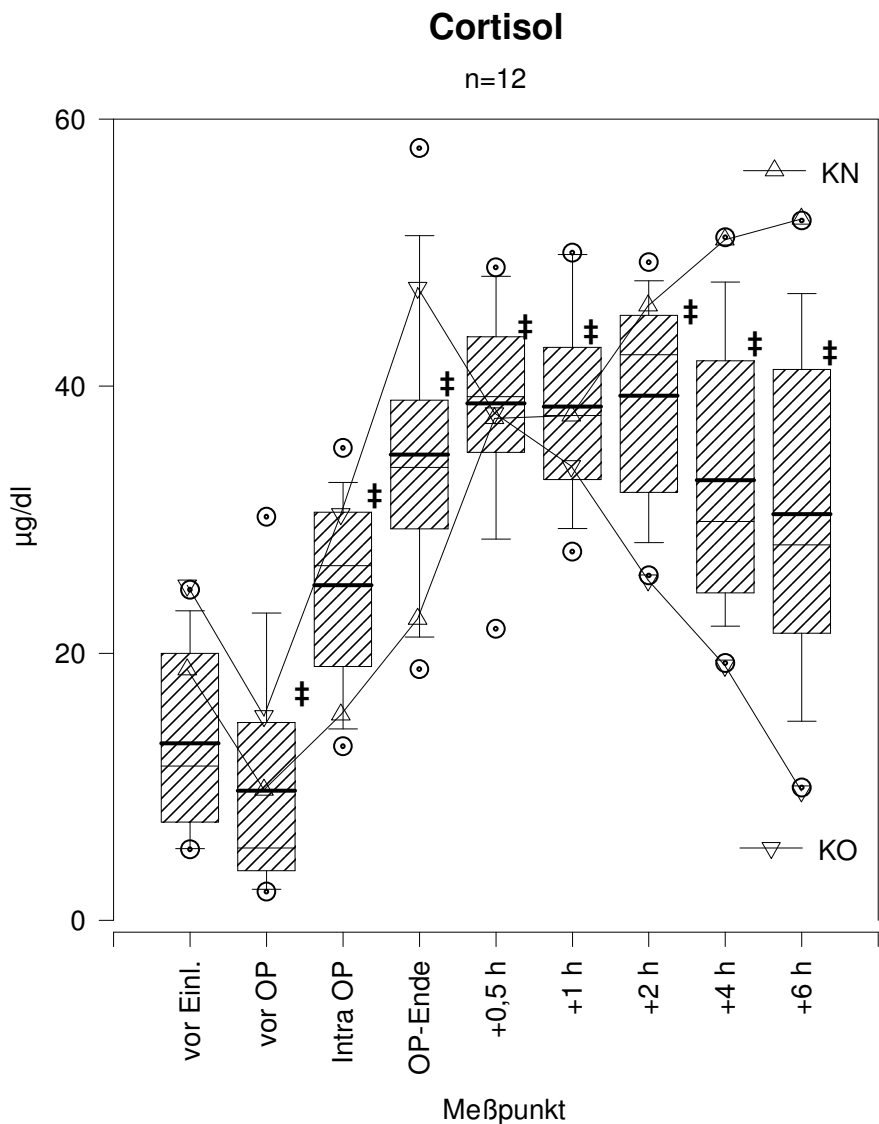 Cortisol
n=12
60
40
20
0
µg/dl
KN
KO
‡ ‡ ‡ ‡ ‡ ‡ ‡ ‡
vor Einl.
vor OP
Intra OP
OP-Ende
+0,5 h
+1 h
+2 h
+4 h
+6 h
Meßpunkt